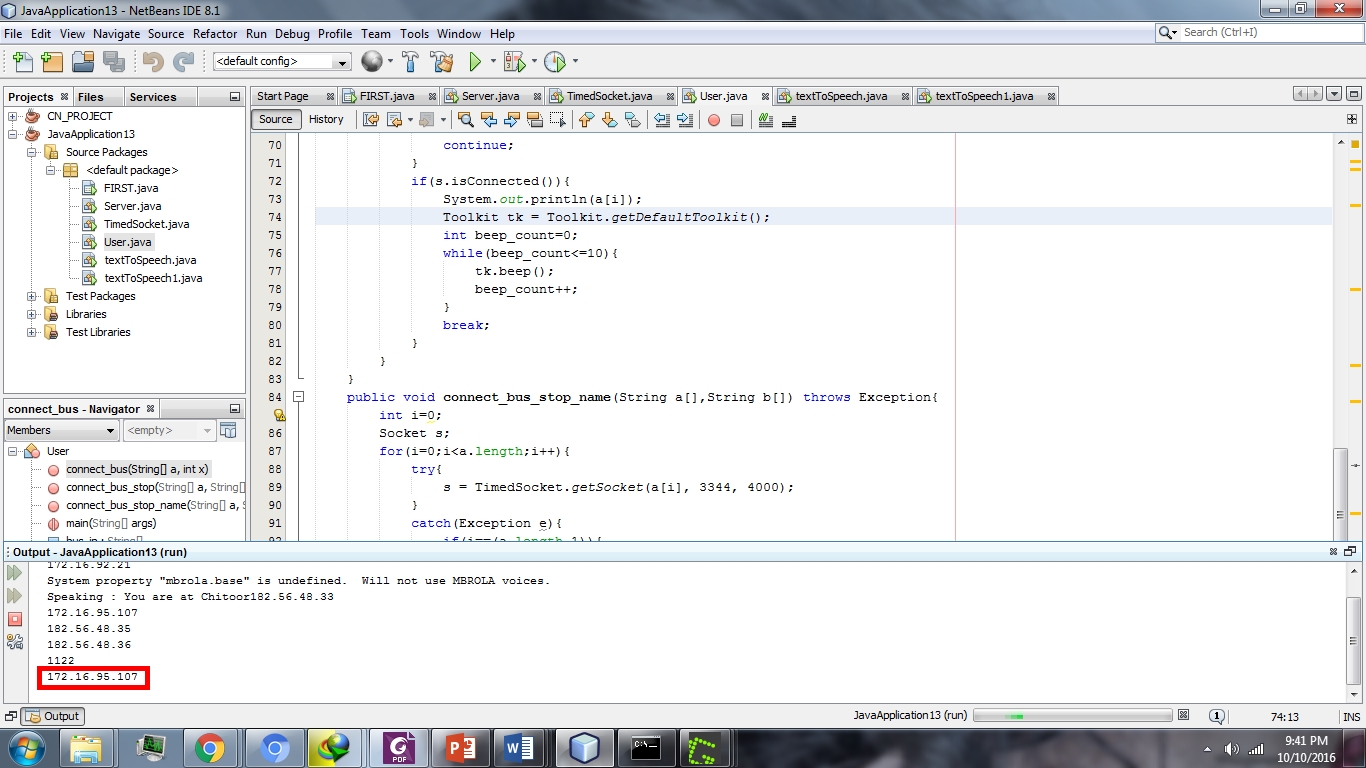 JavaApplication13 - NetBeans IDE 8.1
File Edit View Navigate Source Refactor Run Debug Profile Team Tools Window Help
Search (Ctrl+I)
<default config>
Projects Files Services
CN_PROJECT
JavaApplication13
Source Packages
<default package>
FIRST.java
Server.java
TimedSocket.java
User.java
textToSpeech.java
textToSpeech1.java
Test Packages
Libraries
Test Libraries
connect_bus - Navigator
Members <empty>
User
connect_bus(String[] a, int x)
connect_bus_stop(String[] a, String[]
connect_bus_stop_name(String[] a, S
main(String[] args)
bus_ip : String[]
Start Page FIRST.java Server.java TimedSocket.java User.java textToSpeech.java textToSpeech1.java
Source History
70 continue;
71 }
72 if(s.isConnected()){
73 System.out.println(a[i]);
74 Toolkit tk = Toolkit.getDefaultToolkit();
75 int beep_count=0;
76 while(beep_count<=10){
77 tk.beep();
78 beep_count++;
79 }
80 break;
81 }
82 }
83 }
84 public void connect_bus_stop_name(String a[],String b[]) throws Exception{
int i=0;
86 Socket s;
87 for(i=0;i<a.length;i++){
88 try{
89 s = TimedSocket.getSocket(a[i], 3344, 4000);
90 }
91 catch(Exception e){
92 if(i==(a.length-1)){
Output - JavaApplication13 (run)
172.16.92.21
System property "mbrola.base" is undefined. Will not use MBROLA voices.
Speaking : You are at Chitoor182.56.48.33
172.16.95.107
182.56.48.35
182.56.48.36
1122
172.16.95.107
Output
JavaApplication13 (run) 1 74:13 INS
PDF
C:\
9:41 PM
10/10/2016